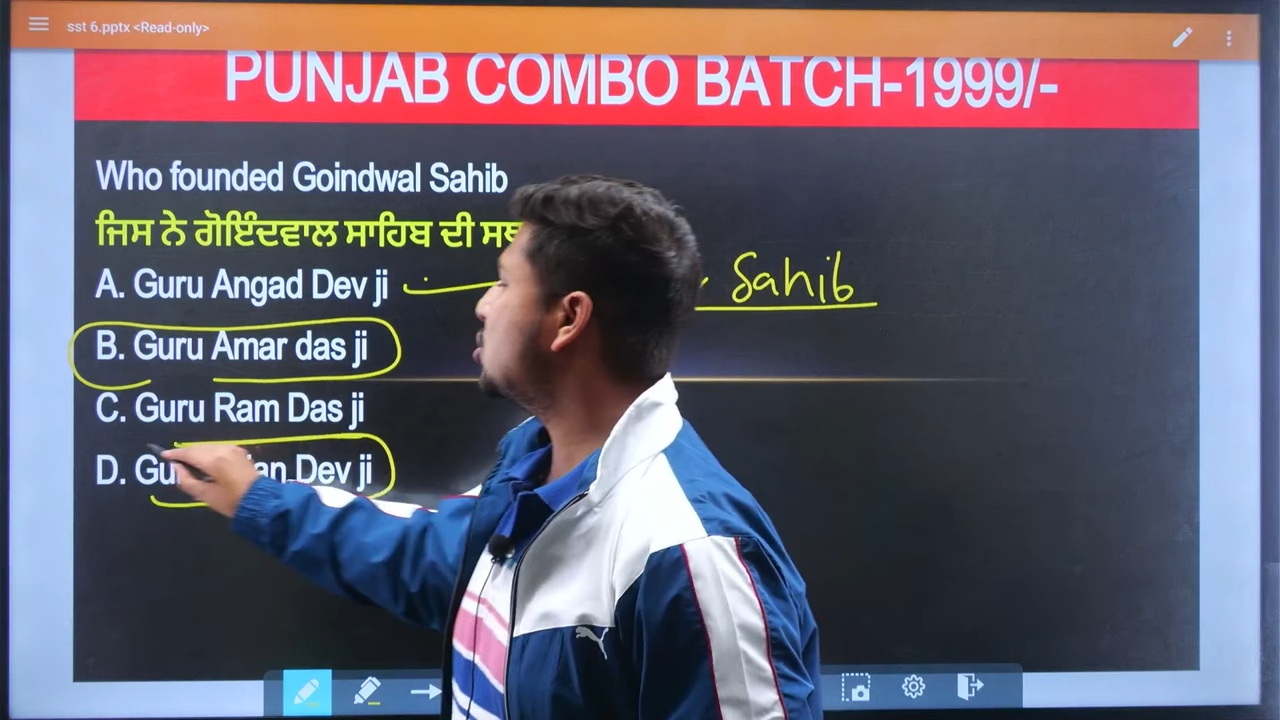 sst 6.pptx <Read-only>
PUNJAB COMBO BATCH-1999/-
Who founded Goindwal Sahib
ਜਿਸ ਨੇ ਗੋਇੰਦਵਾਲ ਸਾਹਿਬ ਦੀ
A. Guru Angad Dev ji
Sahib
B. Guru Amar das ji
C. Guru Ram Das ji
D. Dev ji